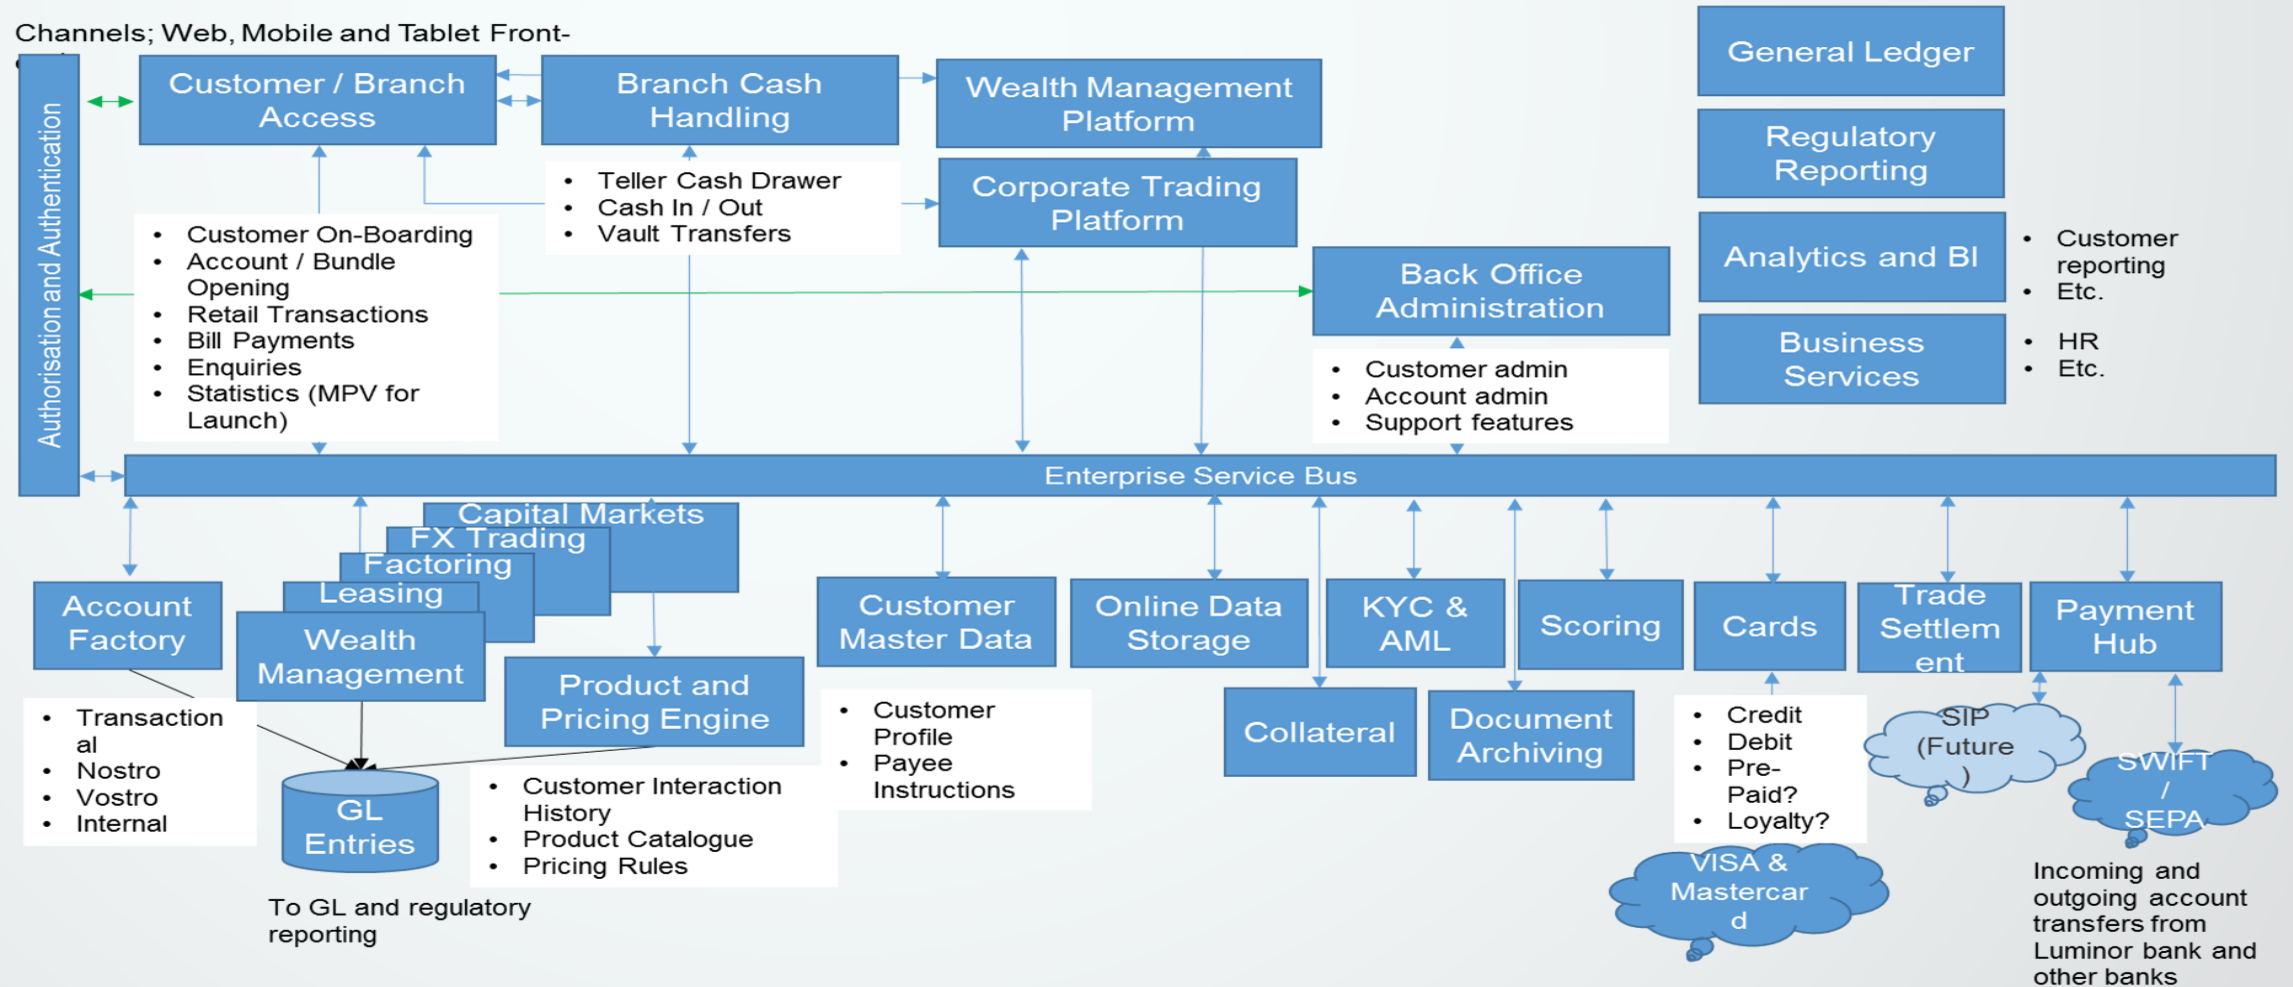 Channels; Web, Mobile and Tablet Front-
Authorisation and Authentication
Customer / Branch
Access
Branch Cash
Handling
Wealth Management
Platform
Corporate Trading
Platform
General Ledger
Regulatory
Reporting
Analytics and BI
• Customer
reporting
• Etc.
Business
Services
• HR
• Etc.
• Teller Cash Drawer
• Cash In / Out
• Vault Transfers
• Customer On-Boarding
• Account / Bundle
Opening
• Retail Transactions
• Bill Payments
• Enquiries
• Statistics (MPV for
Launch)
Back Office
Administration
• Customer admin
• Account admin
• Support features
Enterprise Service Bus
Account
Factory
Capital Markets
FX Trading
Factoring
Leasing
Wealth
Management
Product and
Pricing Engine
Customer
Master Data
Online Data
Storage
KYC &
AML
Scoring
Cards
Trade
Settlem
ent
Payment
Hub
Collateral
Document
Archiving
• Transaction
al
• Nostro
• Vostro
• Internal
GL
Entries
To GL and regulatory
reporting
• Customer Interaction
History
• Product Catalogue
• Pricing Rules
• Customer
Profile
• Payee
Instructions
• Credit
• Debit
• Pre-
Paid?
• Loyalty?
VISA &
Mastercar
d
SIP
(Future
)
SWIFT
/
SEPA
Incoming and
outgoing account
transfers from
Luminor bank and
other banks